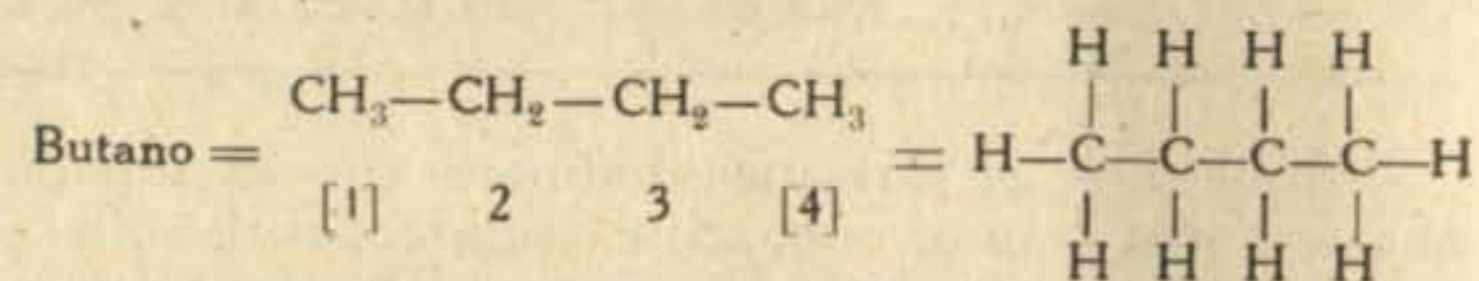 H H H H
CH₃—CH₂—CH₂—CH₃
Butano = = H—C—C—C—C—H
[1] 2 3 [4]
H H H H